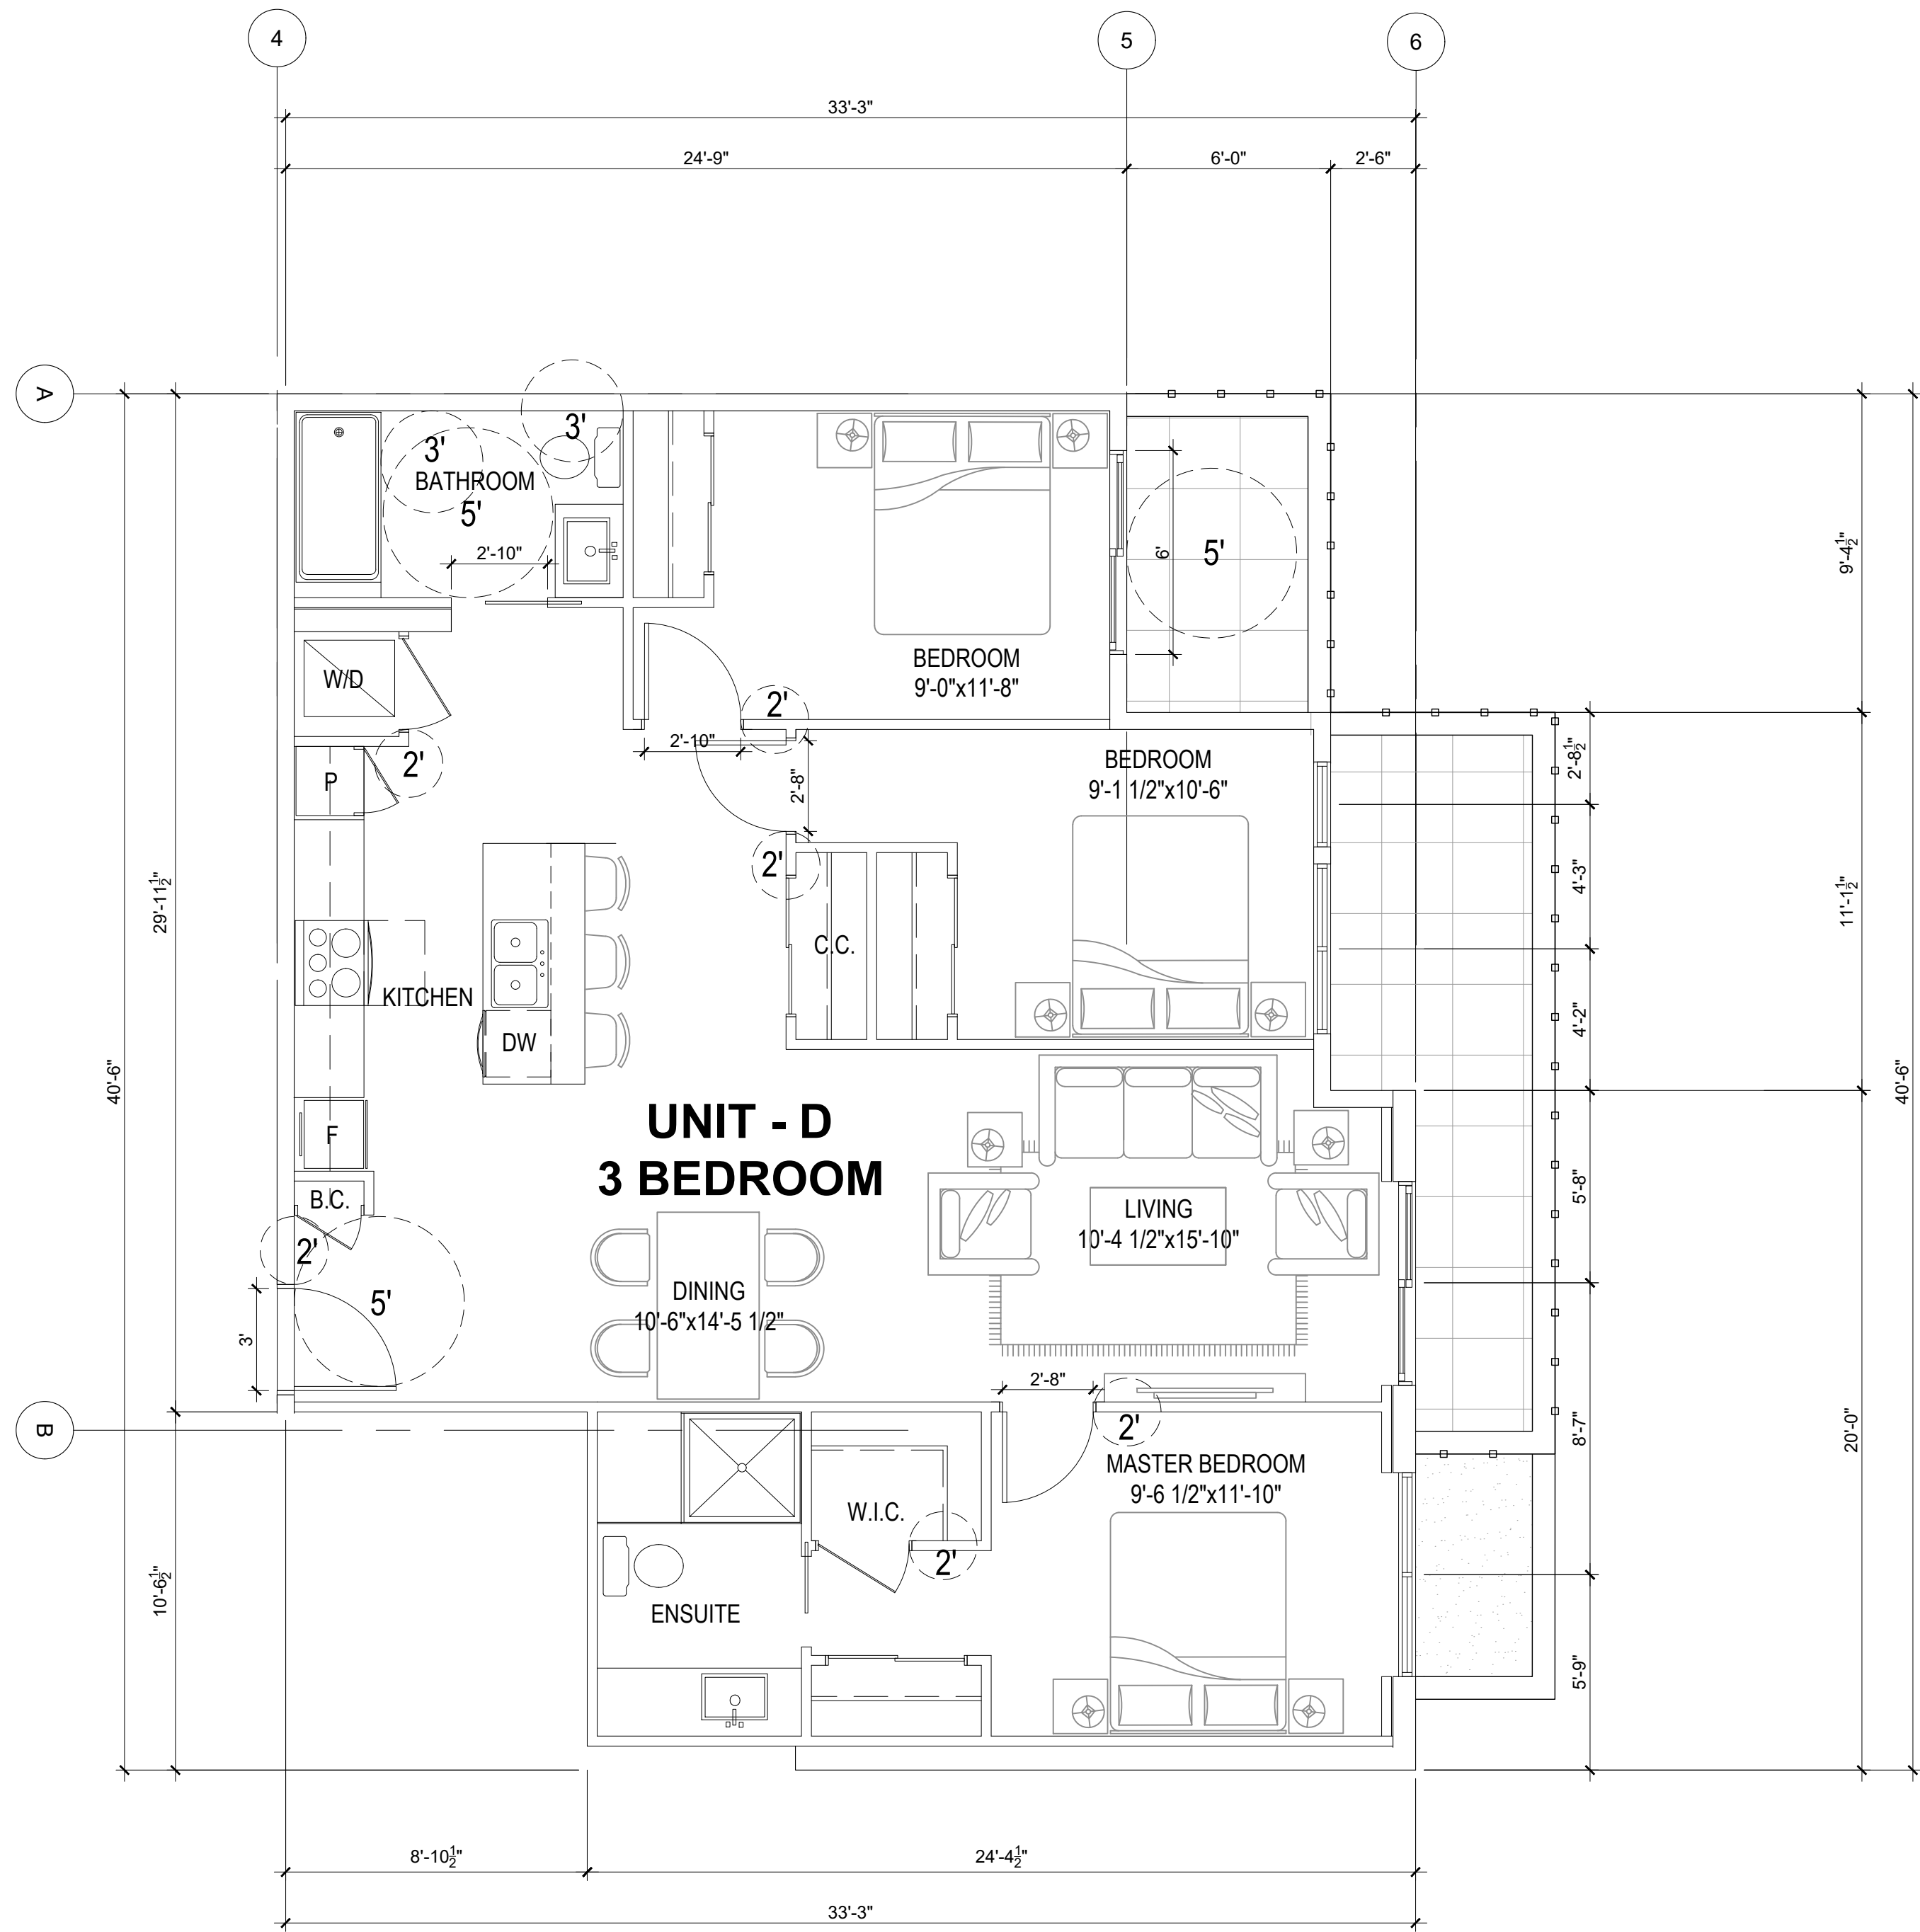 4
5
6
33'-3"
24'-9"
6'-0"
2'-6"
A
3'
3'
BATHROOM
5'
2'-10"
6'
5'
9'-4½"
BEDROOM
9'-0"x11'-8"
W/D
2'
2'-10"
2'
P
2'-8"
BEDROOM
9'-1 1/2"x10'-6"
2'-8½"
2'
4'-3"
29'-11½"
11'-1½"
C.C.
KITCHEN
DW
4'-2"
40'-6"
40'-6"
UNIT - D
3 BEDROOM
F
B.C.
LIVING
10'-4 1/2"x15'-10"
5'-8"
2'
5'
DINING
10'-6"x14'-5 1/2"
3'
2'-8"
B
2'
8'-7"
20'-0"
MASTER BEDROOM
9'-6 1/2"x11'-10"
W.I.C.
2'
10'-6½"
ENSUITE
5'-9"
8'-10½"
24'-4½"
33'-3"